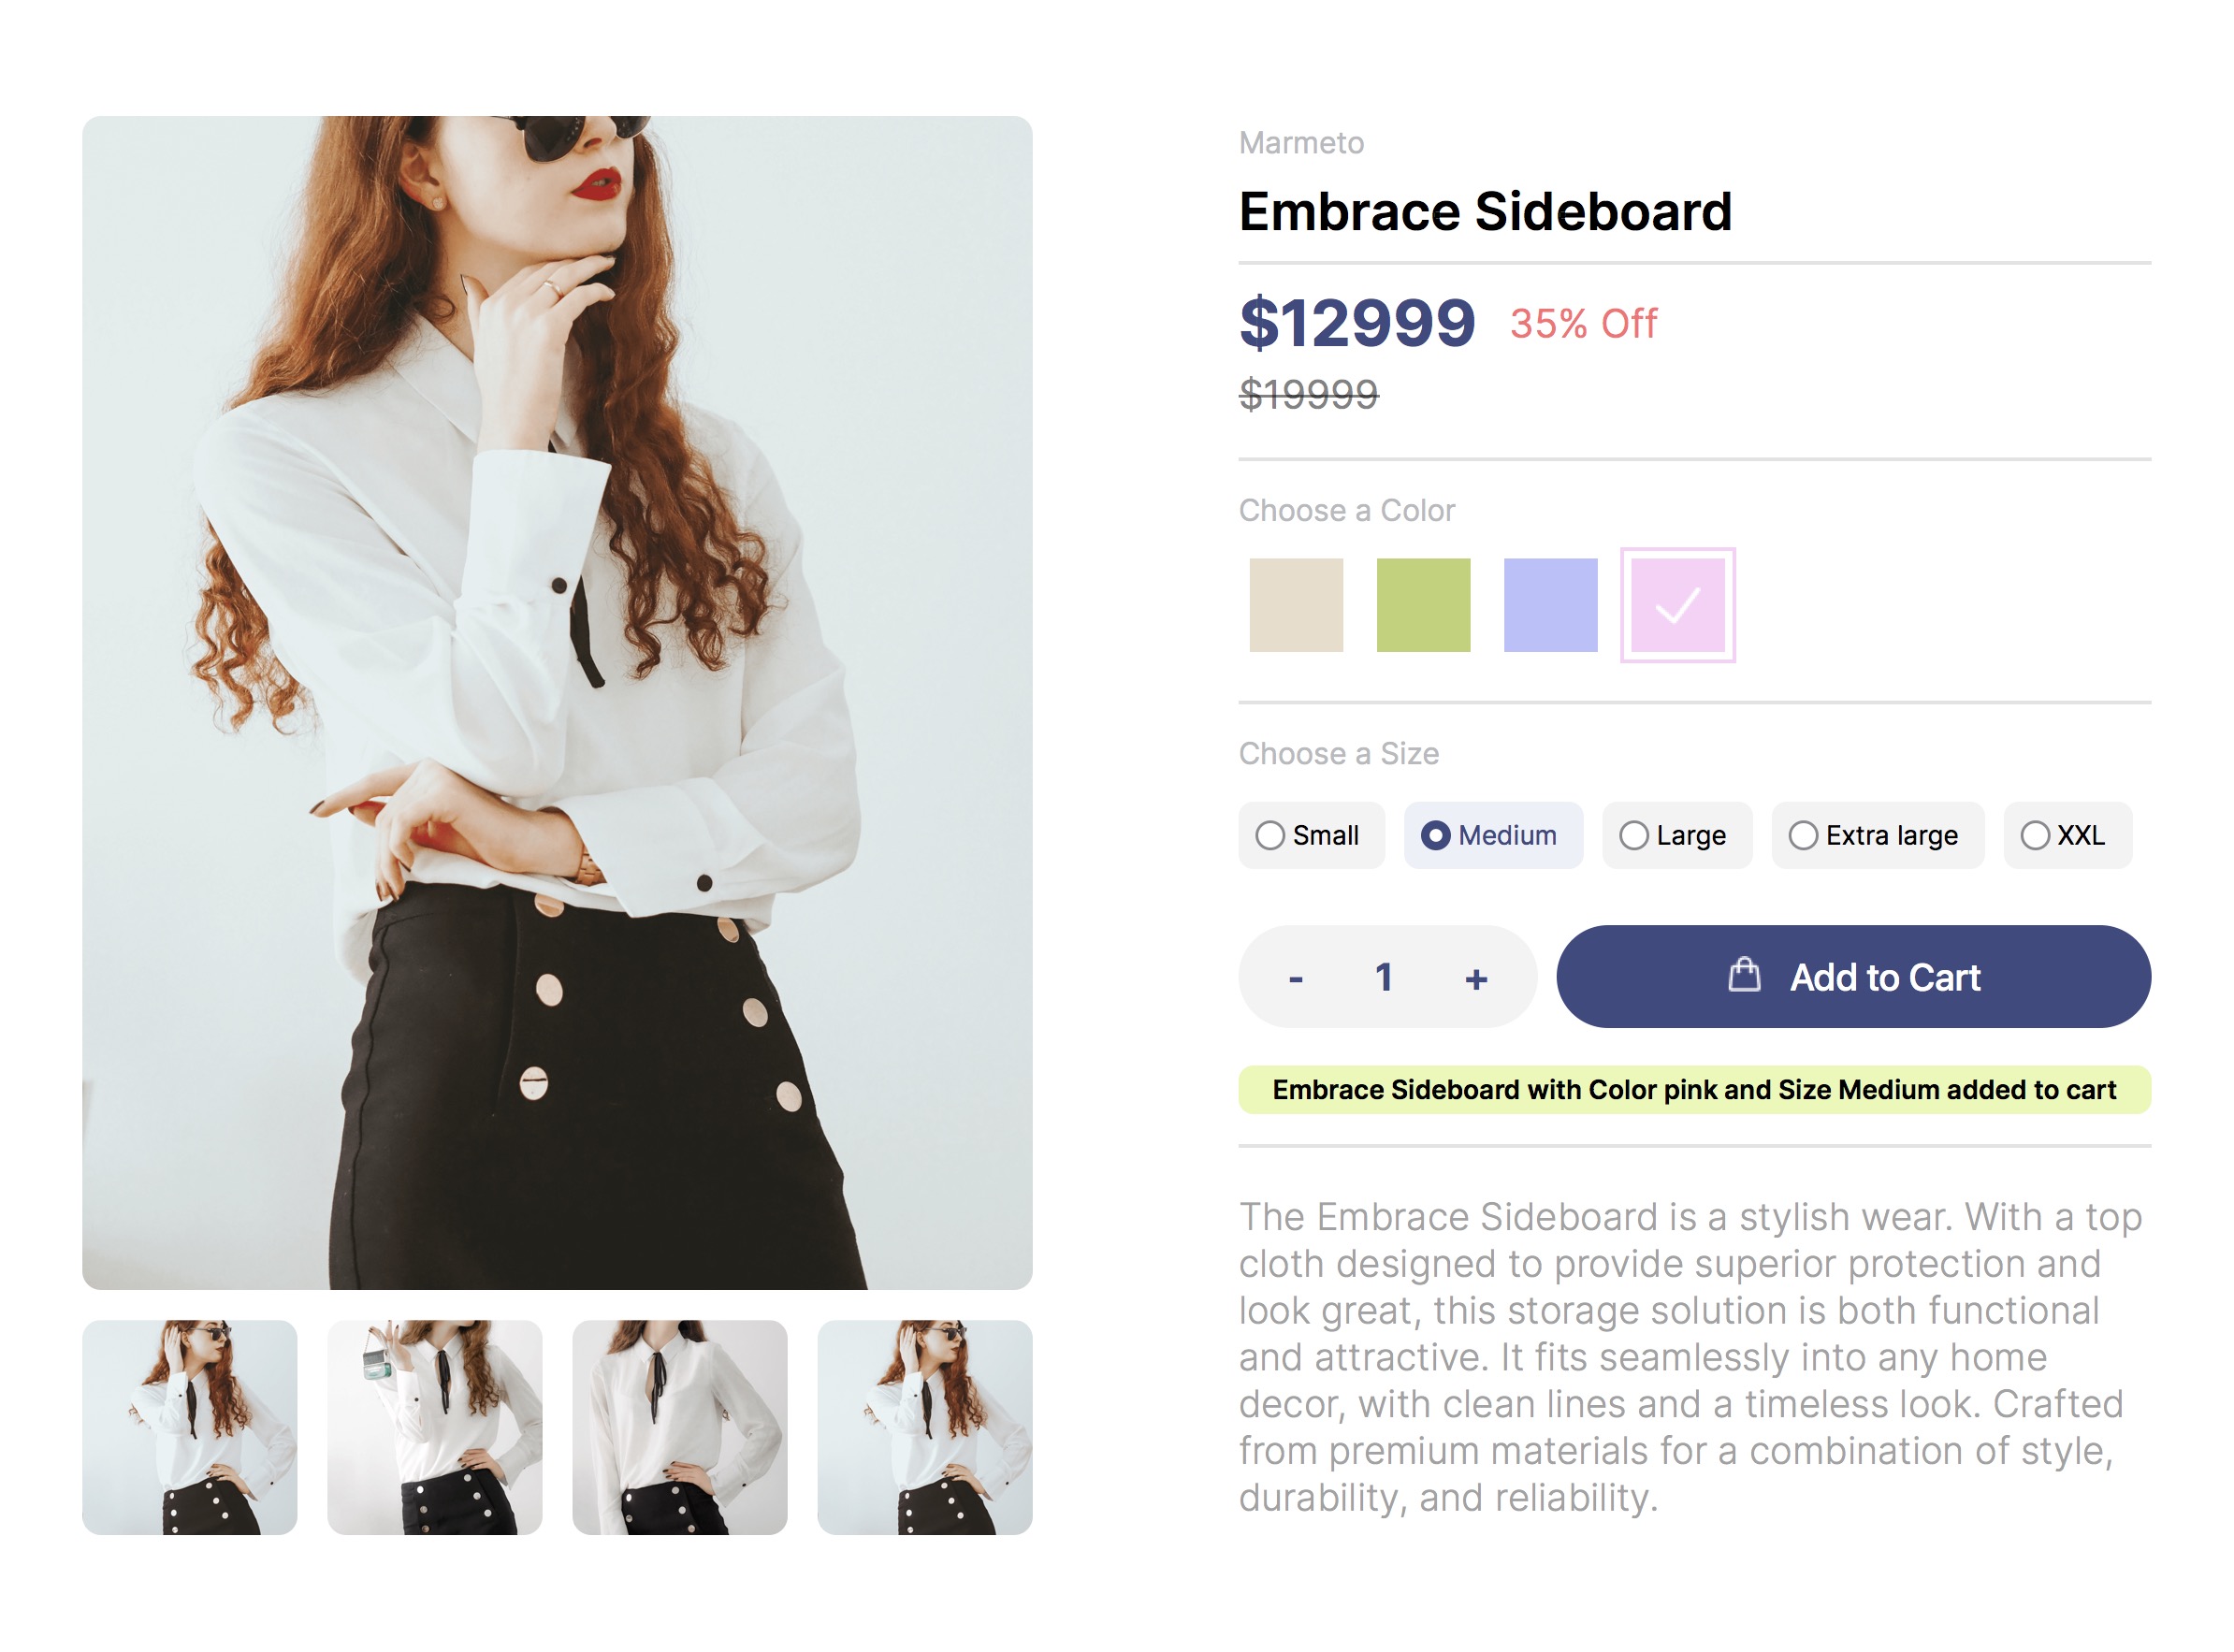 Marmeto
Embrace Sideboard
$12999 35% Off
$19999
Choose a Color
Choose a Size
Small Medium Large Extra large XXL
- 1 + Add to Cart
Embrace Sideboard with Color pink and Size Medium added to cart
The Embrace Sideboard is a stylish wear. With a top
cloth designed to provide superior protection and
look great, this storage solution is both functional
and attractive. It fits seamlessly into any home
decor, with clean lines and a timeless look. Crafted
from premium materials for a combination of style,
durability, and reliability.